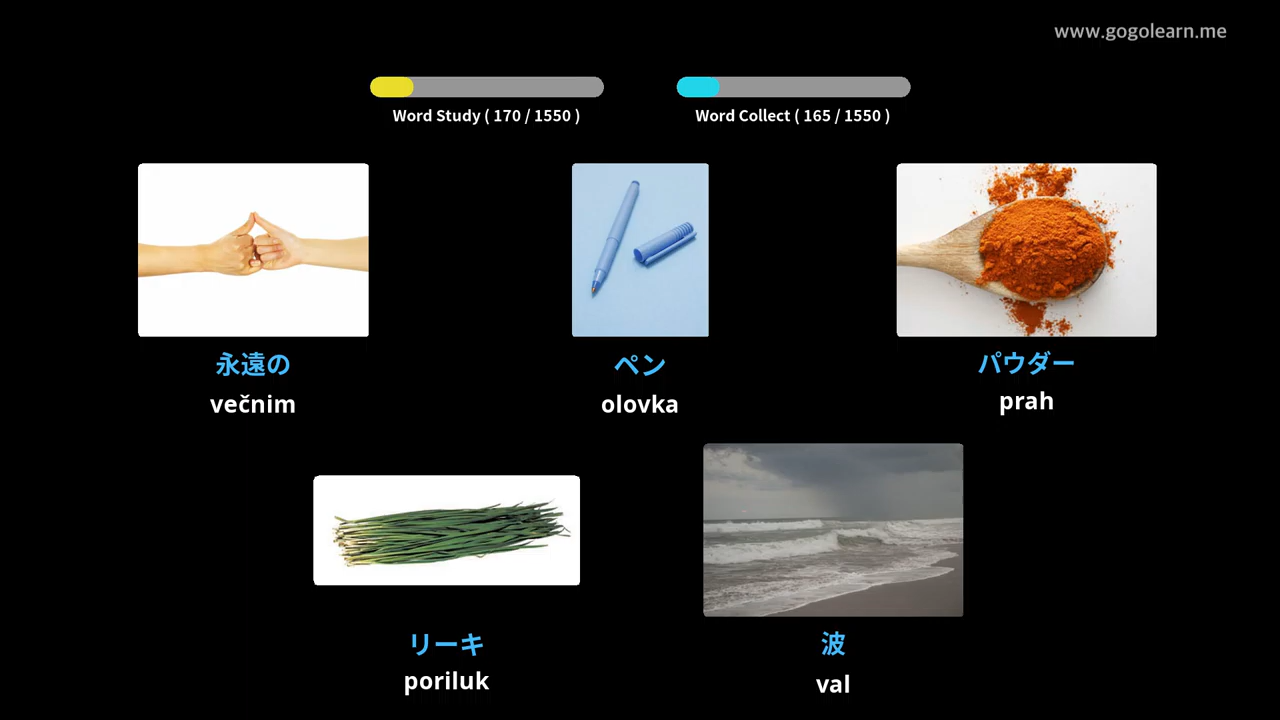 www.gogolearn.me
Word Study ( 170 / 1550 )
Word Collect ( 165 / 1550 )
永遠の
večnim
ペン
olovka
パウダー
prah
リーキ
poriluk
波
val